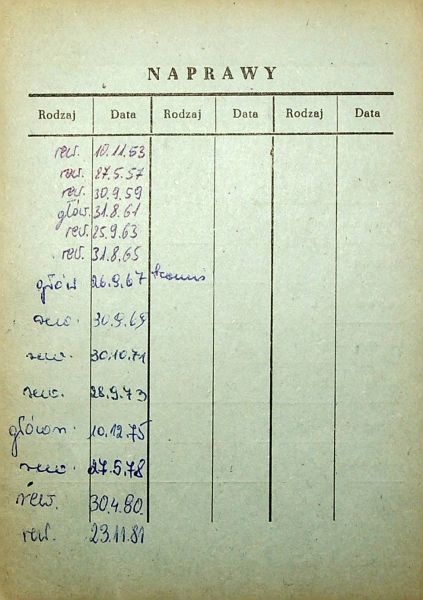 NAPRAWY
Rodzaj Data Rodzaj Data Rodzaj Data
rew. 10.11.53
rew. 27.5.57
rew. 30.9.59
głów. 31.8.61
rew. 25.9.63
rew. 31.8.65
głów 26.9.67
rew. 30.9.69
rew. 30.10.71
rew. 28.9.73
główn. 10.12.75
rew. 27.5.78
rew. 30.4.80.
rew. 23.11.81